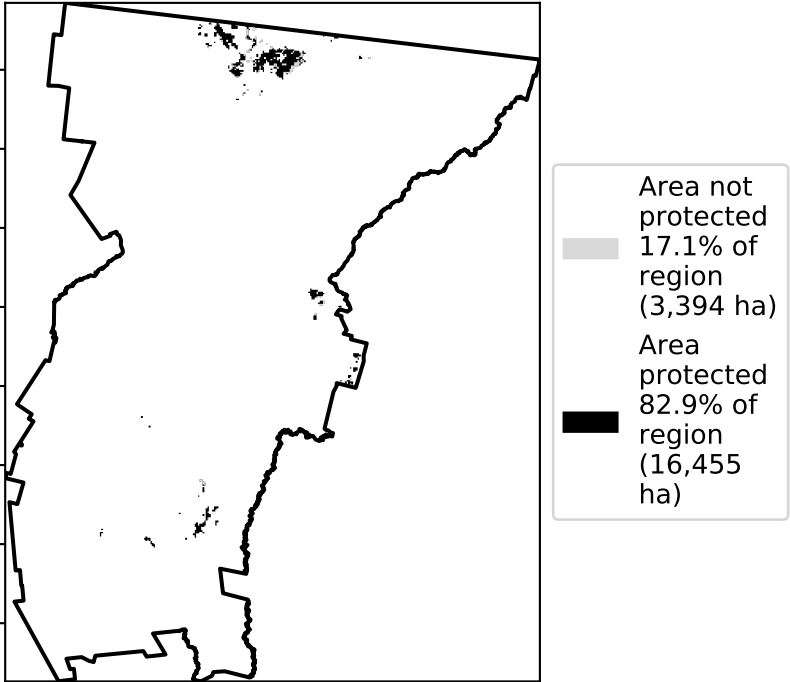 Area not
protected
17.1% of
region
(3,394 ha)
Area
protected
82.9% of
region
(16,455
ha)